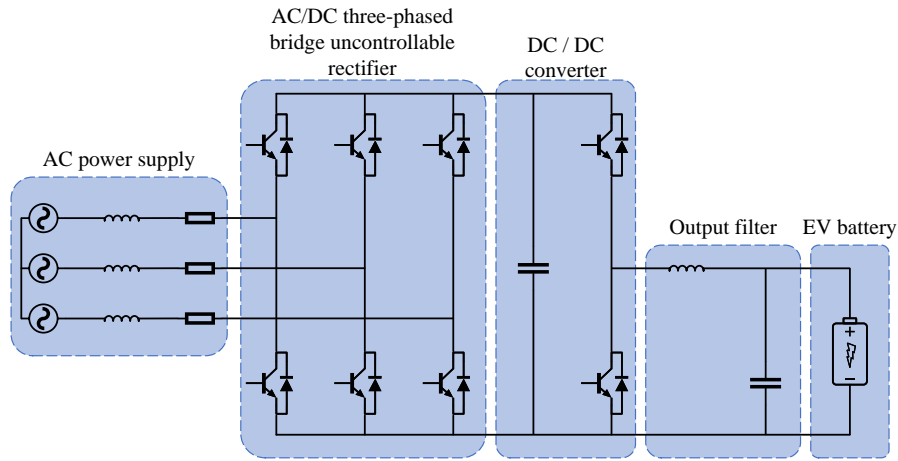 AC/DC three-phased
bridge uncontrollable
rectifier
DC / DC
converter
AC power supply
Output filter
EV battery